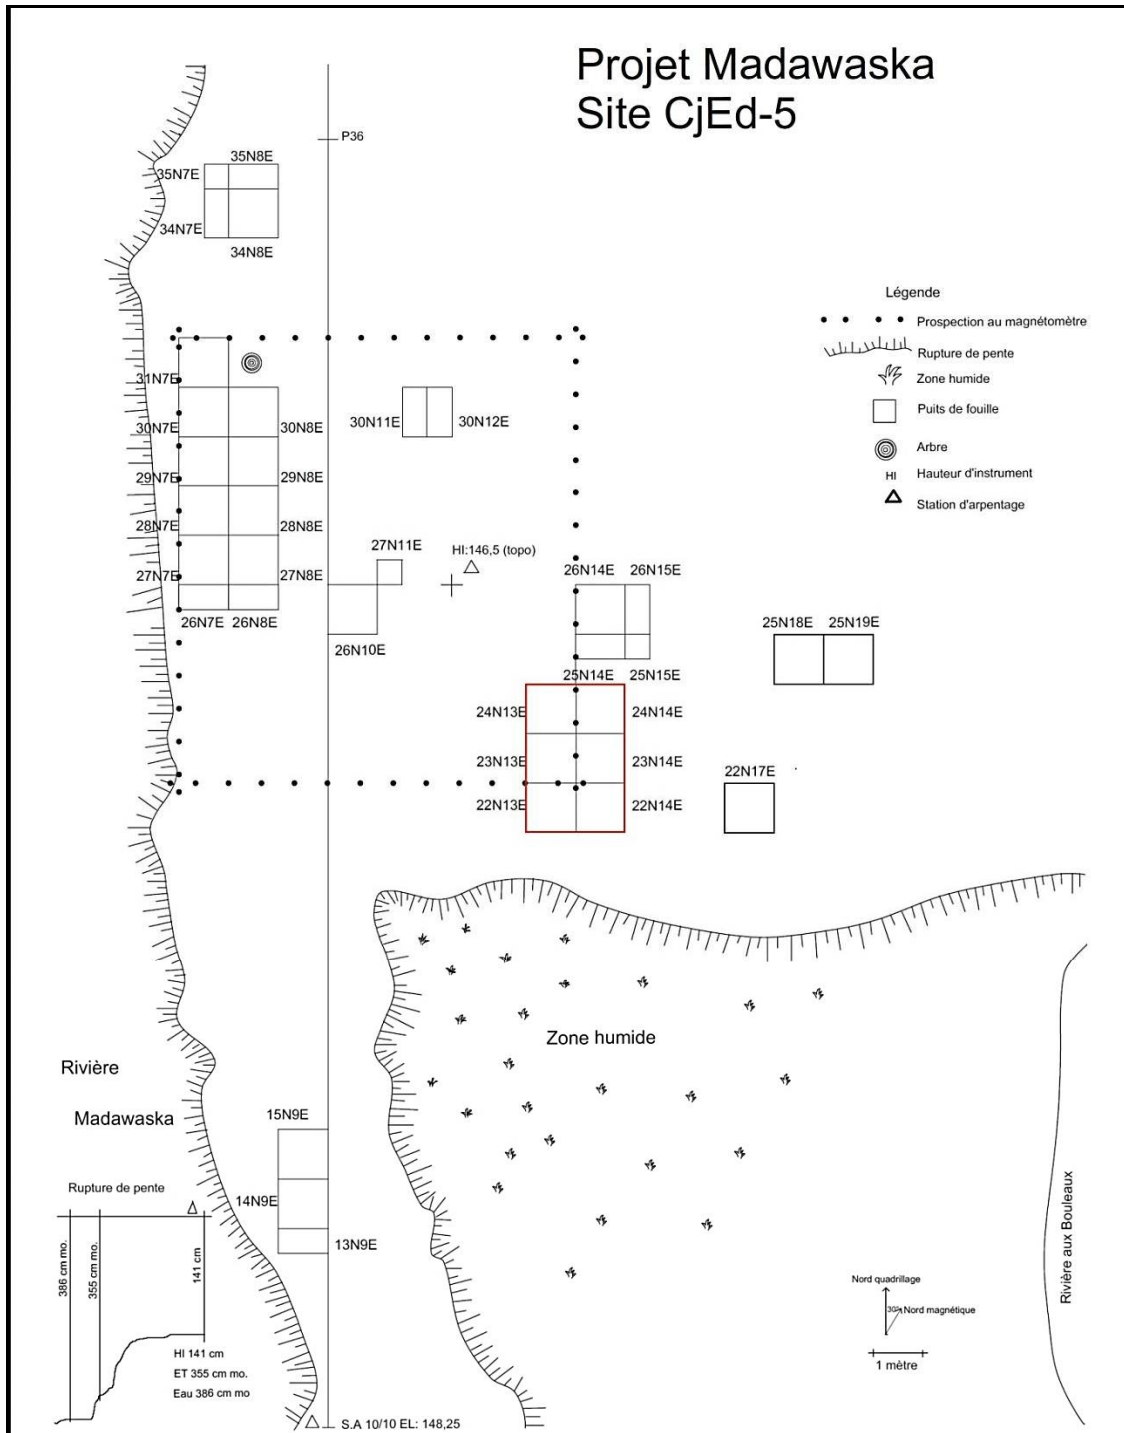 Projet Madawaska
Site CjEd-5
P36
35N8E
35N7E
34N7E
34N8E
Légende
Prospection au magnétomètre
Rupture de pente
Zone humide
Puits de fouille
Arbre
HI Hauteur d'instrument
Station d'arpentage
31N7E
30N7E
30N8E
30N11E
30N12E
29N7E
29N8E
28N7E
28N8E
27N11E
HI:146,5 (topo)
27N7E
27N8E
26N14E
26N15E
26N7E
26N8E
25N18E
25N19E
26N10E
25N14E
25N15E
24N13E
24N14E
23N13E
23N14E
22N17E
22N13E
22N14E
Zone humide
Rivière
Madawaska
15N9E
Rupture de pente
14N9E
13N9E
386 cm mo.
355 cm mo.
141 cm
HI 141 cm
ET 355 cm mo.
Eau 386 cm mo
S.A 10/10 EL: 148,25
Nord quadrillage
Nord magnétique
1 mètre
Rivière aux Bouleaux